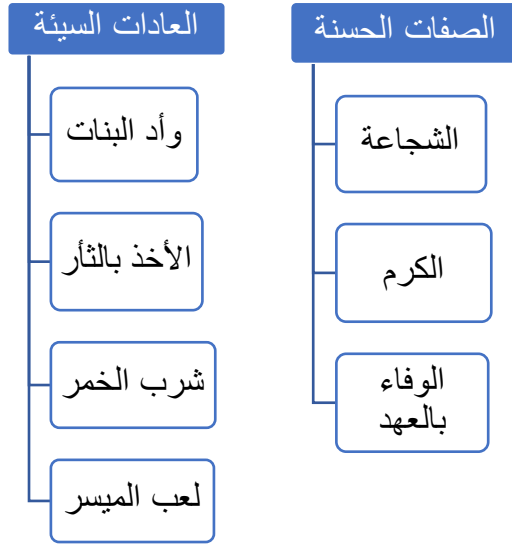 الصفات الحسنة
الشجاعة
الكرم
الوفاء
بالعهد
العادات السيئة
وأد البنات
الأخذ بالثأر
شرب الخمر
لعب الميسر